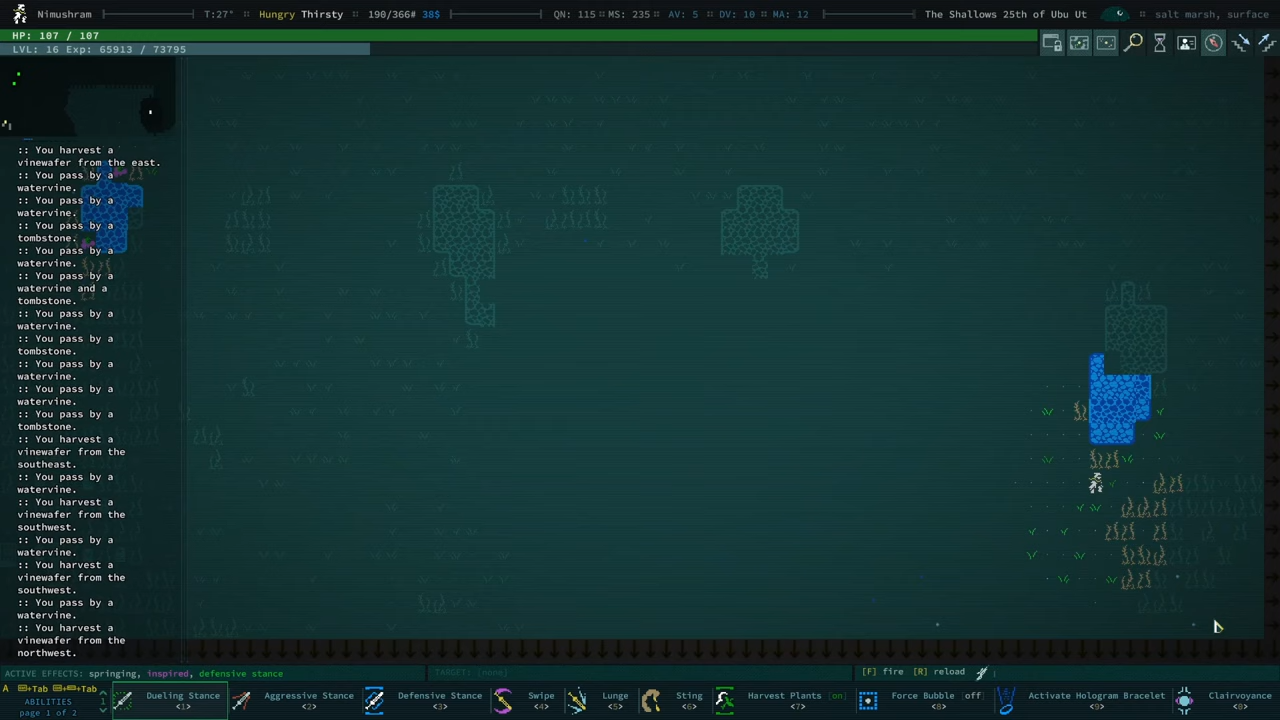 Nimushram T:27° :: Hungry Thirsty :: 190/366# 38$ QN: 115 :: MS: 235 :: AV: 5 :: DV: 10 :: MA: 12 The Shallows 25th of Ubu Ut :: salt marsh, surface
HP: 107 / 107
LVL: 16 Exp: 65913 / 73795
:: You harvest a
vinewafer from the east.
:: You pass by a
watervine.
:: You pass by a
watervine.
:: You pass by a
tombstone.
:: You pass by a
watervine.
:: You pass by a
watervine and a
tombstone.
:: You pass by a
watervine.
:: You pass by a
tombstone.
:: You pass by a
watervine.
:: You pass by a
watervine.
:: You pass by a
tombstone.
:: You harvest a
vinewafer from the
southeast.
:: You pass by a
watervine.
:: You harvest a
vinewafer from the
southwest.
:: You pass by a
watervine.
:: You harvest a
vinewafer from the
southwest.
:: You pass by a
watervine.
:: You harvest a
vinewafer from the
northwest.
ACTIVE EFFECTS: springing, inspired, defensive stance TARGET: [none] [F] fire [R] reload
A +Tab +Tab
ABILITIES 1
page 1 of 2
Dueling Stance <1>
Aggressive Stance <2>
Defensive Stance <3>
Swipe <4>
Lunge <5>
Sting <6>
Harvest Plants [on] <7>
Force Bubble [off] <8>
Activate Hologram Bracelet <9>
Clairvoyance